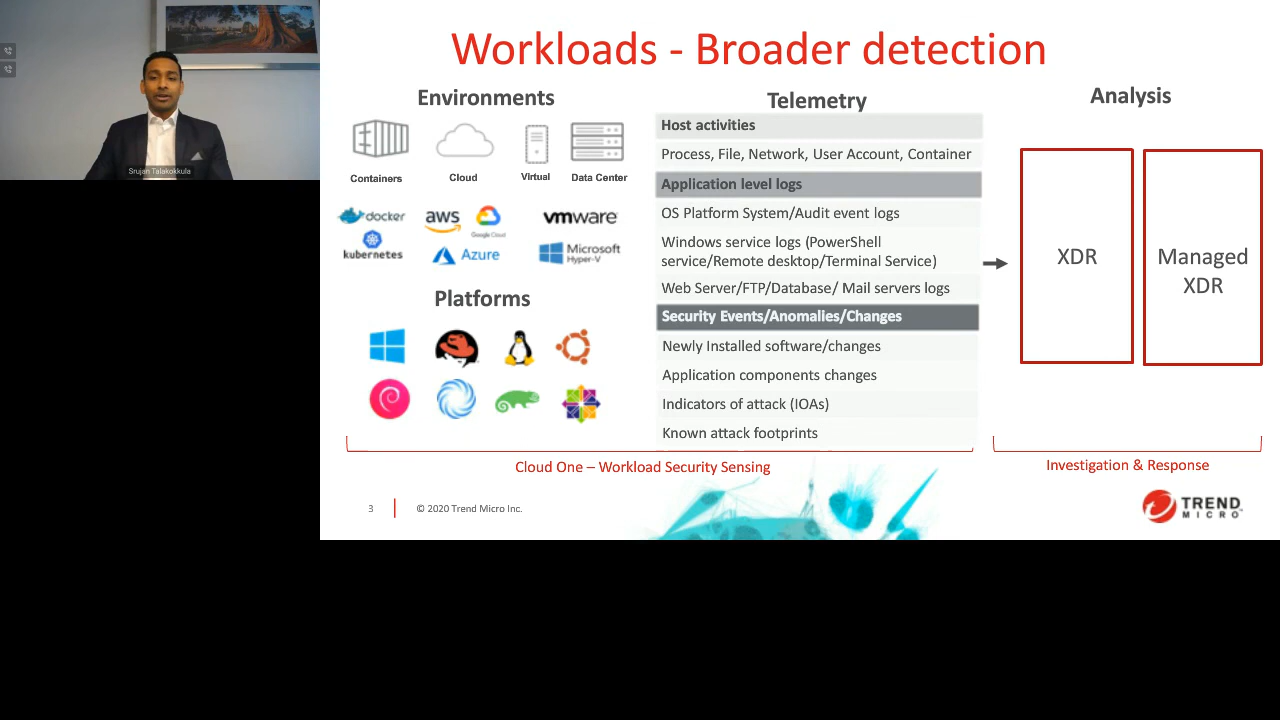 Srujan Talakokkula
Workloads - Broader detection
Environments
Containers
Cloud
Virtual
Data Center
docker
kubernetes
aws
Google Cloud
Azure
vmware
Microsoft
Hyper-V
Platforms
Telemetry
Host activities
Process, File, Network, User Account, Container
Application level logs
OS Platform System/Audit event logs
Windows service logs (PowerShell
service/Remote desktop/Terminal Service)
Web Server/FTP/Database/ Mail servers logs
Security Events/Anomalies/Changes
Newly Installed software/changes
Application components changes
Indicators of attack (IOAs)
Known attack footprints
Analysis
XDR
Managed
XDR
Cloud One – Workload Security Sensing
Investigation & Response
3
© 2020 Trend Micro Inc.
TREND
MICRO